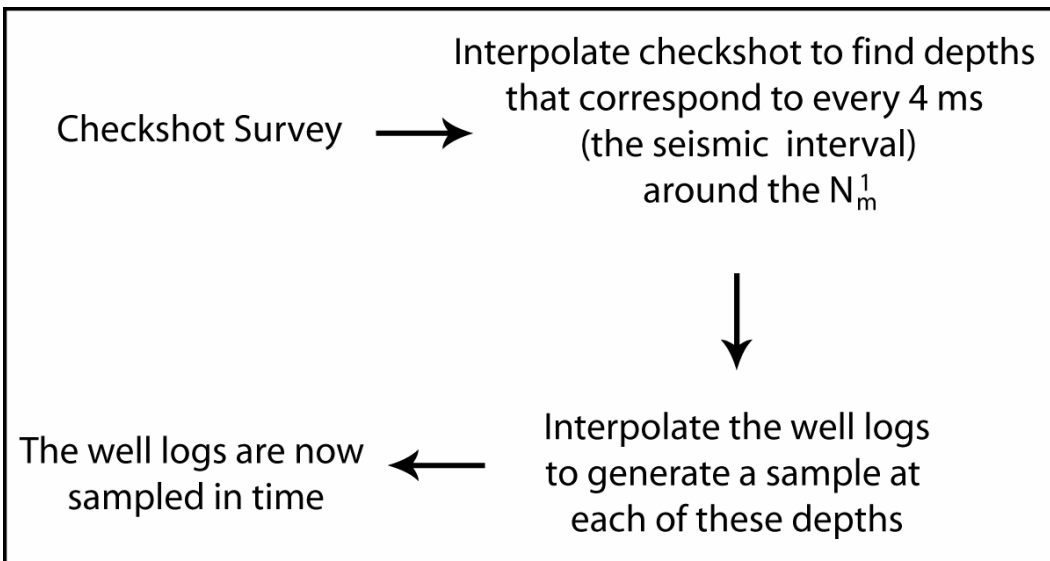 Checkshot Survey
Interpolate checkshot to find depths
that correspond to every 4 ms
(the seismic interval)
around the N¹ₘ
Interpolate the well logs
to generate a sample at
each of these depths
The well logs are now
sampled in time